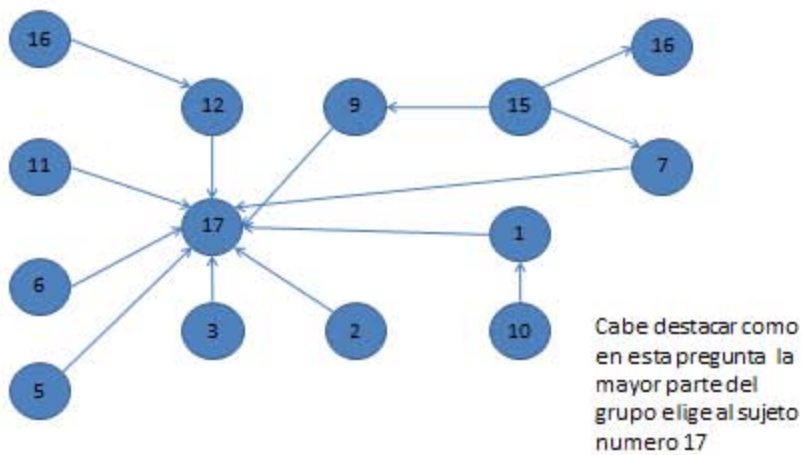 16
16
12
9
15
11
7
17
1
6
3
2
10
5
Cabe destacar como
en esta pregunta la
mayor parte del
grupo elige al sujeto
numero 17